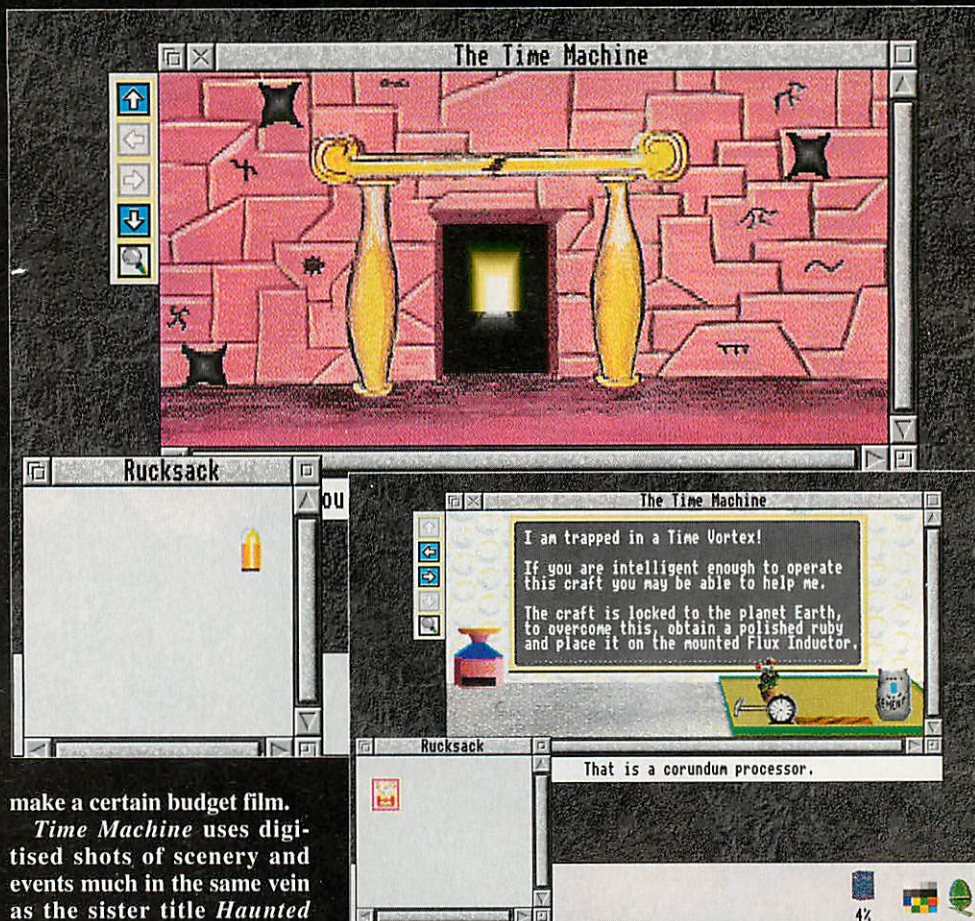 The Time Machine
Rucksack
ou
The Time Machine
I am trapped in a Time Vortex!
If you are intelligent enough to operate
this craft you may be able to help me.
The craft is locked to the planet Earth,
to overcome this, obtain a polished ruby
and place it on the mounted Flux Inductor.
CEMENT
Rucksack
That is a corundum processor.
4%
make a certain budget film.
Time Machine uses digi-
tised shots of scenery and
events much in the same vein
as the sister title Haunted